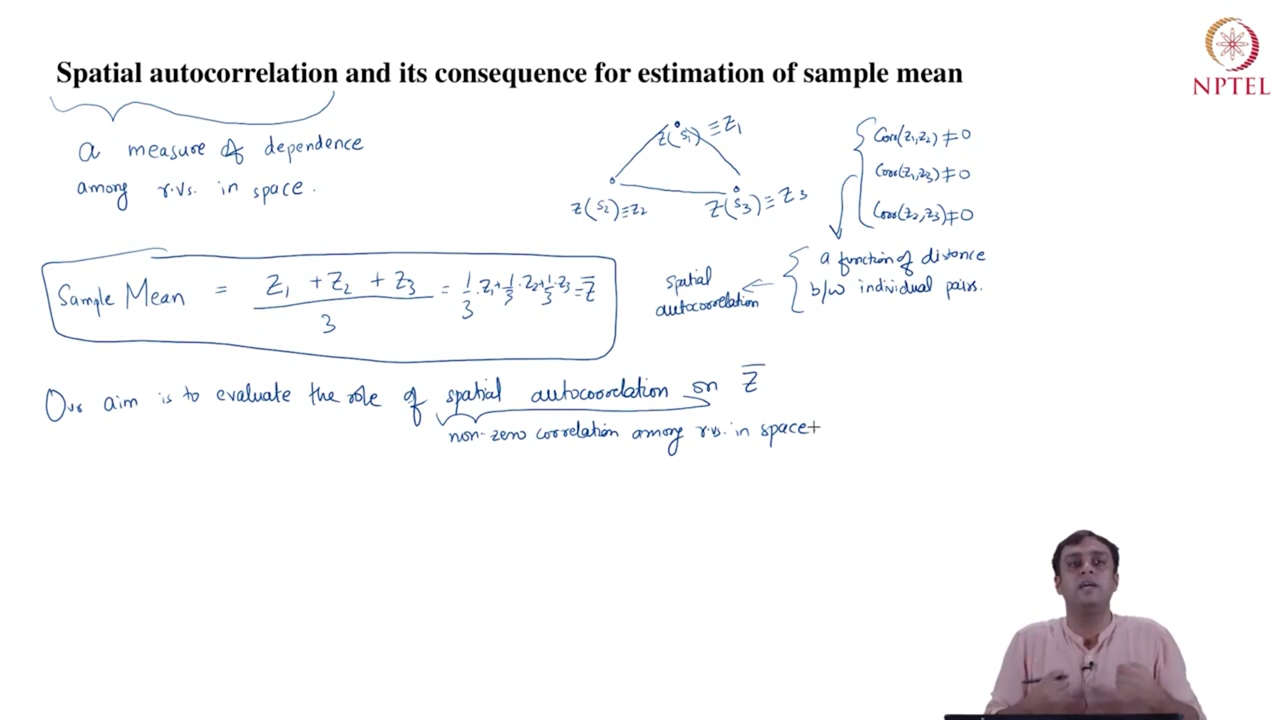 Spatial autocorrelation and its consequence for estimation of sample mean
NPTEL
a measure of dependence
among r.vs. in space.
Z(s1) ≡ Z1
Z(s2) ≡ Z2
Z(s3) ≡ Z3
Corr(Z1,Z2) ≠ 0
Corr(Z1,Z3) ≠ 0
Corr(Z2,Z3) ≠ 0
a function of distance
b/w individual pairs.
spatial
autocorrelation
Sample Mean = (Z1 + Z2 + Z3)/3 = 1/3·Z1 + 1/3·Z2 + 1/3·Z3 = Z̄
Our aim is to evaluate the role of spatial autocorrelation on Z̄
non-zero correlation among r.vs. in space